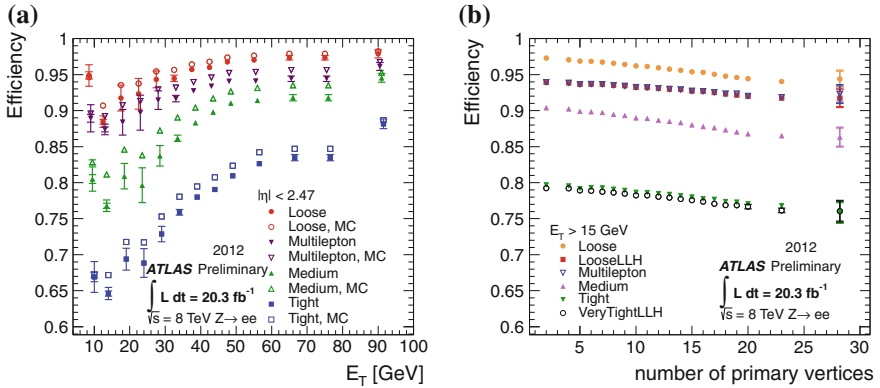 (a)
Efficiency
1
0.95
0.9
0.85
0.8
0.75
0.7
0.65
0.6
|η| < 2.47
Loose
Loose, MC
Multilepton
Multilepton, MC
Medium
Medium, MC
Tight
Tight, MC
2012
ATLAS Preliminary
∫ L dt = 20.3 fb⁻¹
√s = 8 TeV Z→ ee
10 20 30 40 50 60 70 80 90 100
E_T [GeV]
(b)
Efficiency
1
0.95
0.9
0.85
0.8
0.75
0.7
0.65
0.6
E_T > 15 GeV
Loose
LooseLLH
Multilepton
Medium
Tight
VeryTightLLH
2012
ATLAS Preliminary
∫ L dt = 20.3 fb⁻¹
√s = 8 TeV Z→ ee
5 10 15 20 25 30
number of primary vertices